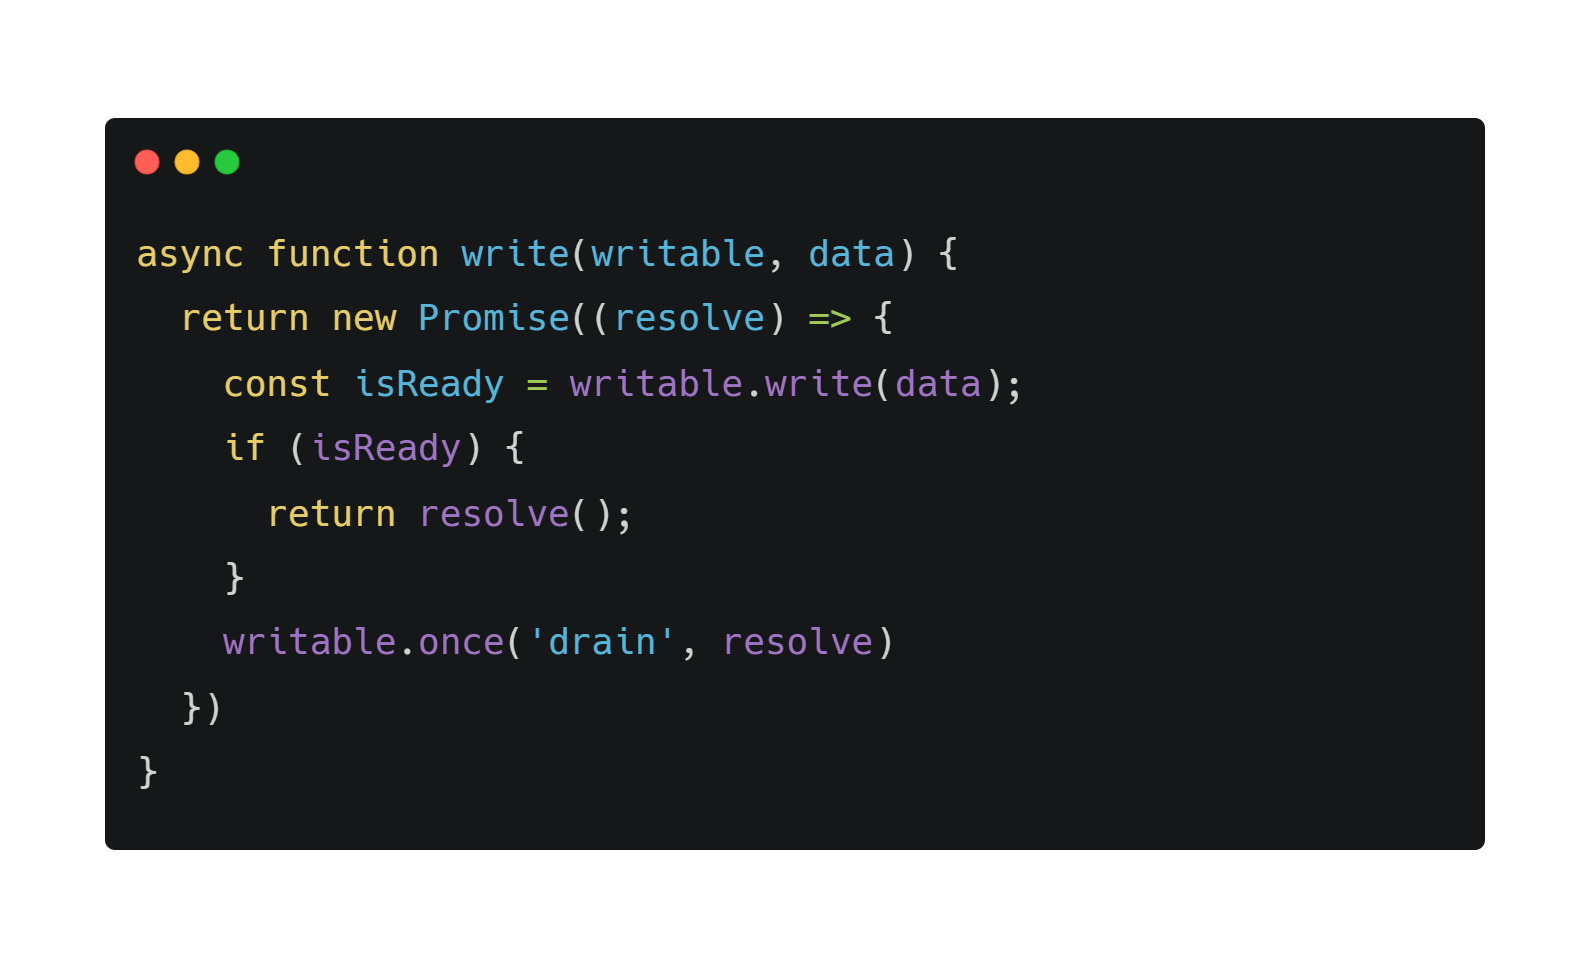 async function write(writable, data) {
  return new Promise((resolve) => {
    const isReady = writable.write(data);
    if (isReady) {
      return resolve();
    }
    writable.once('drain', resolve)
  })
}